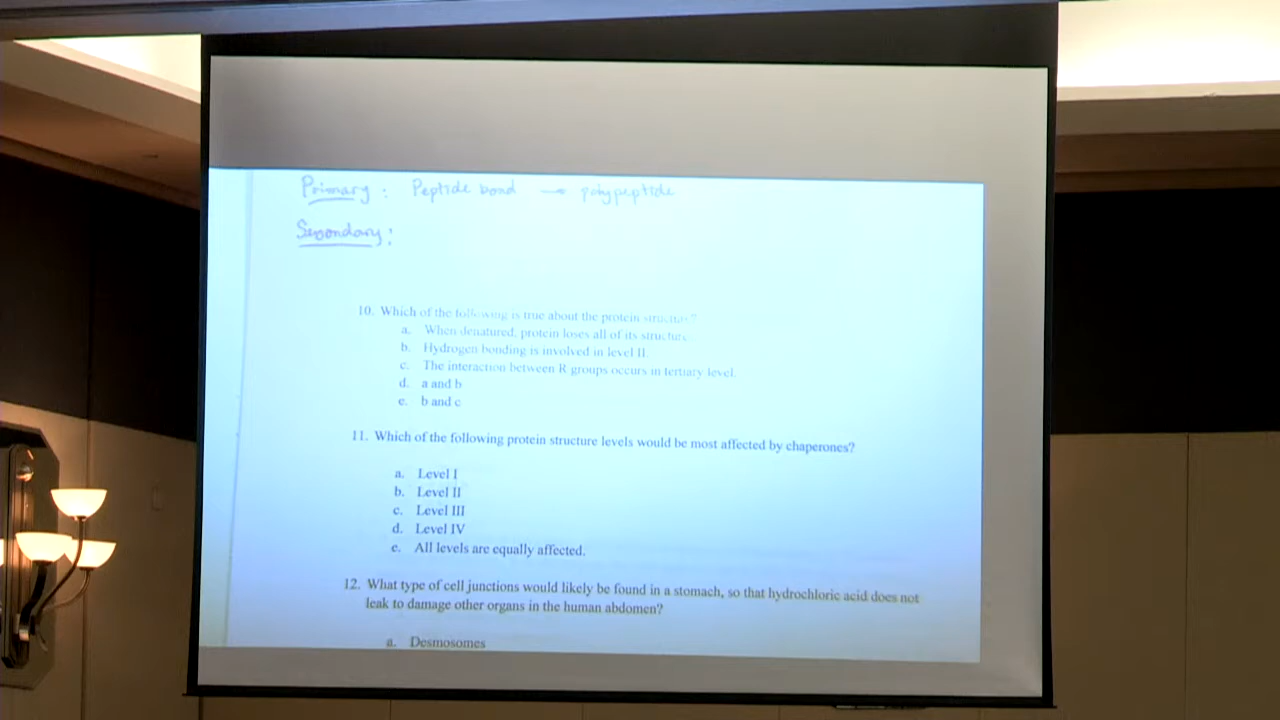 Primary : Peptide bond → polypeptide
Secondary :
10. Which of the following is true about the protein structure?
a. When denatured, protein loses all of its structure.
b. Hydrogen bonding is involved in level II.
c. The interaction between R groups occurs in tertiary level.
d. a and b
e. b and c
11. Which of the following protein structure levels would be most affected by chaperones?
a. Level I
b. Level II
c. Level III
d. Level IV
e. All levels are equally affected.
12. What type of cell junctions would likely be found in a stomach, so that hydrochloric acid does not
leak to damage other organs in the human abdomen?
a. Desmosomes